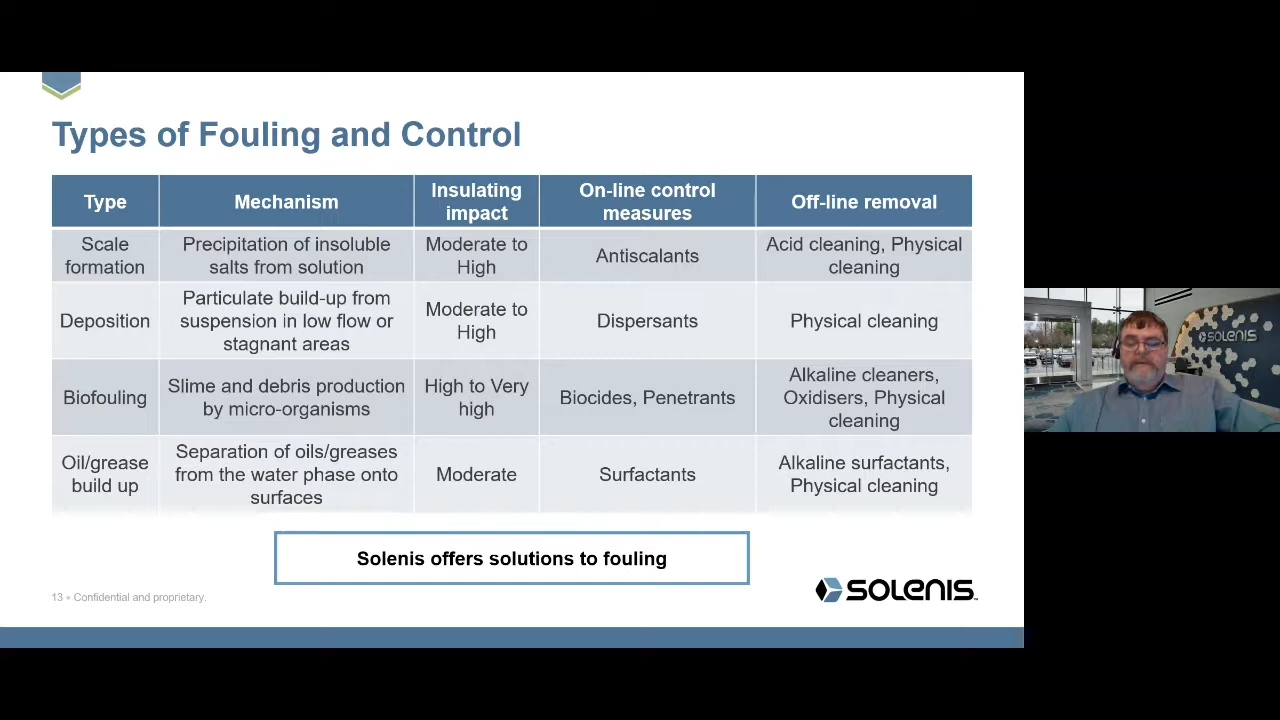 Types of Fouling and Control
Type
Mechanism
Insulating
impact
On-line control
measures
Off-line removal
Scale
formation
Precipitation of insoluble
salts from solution
Moderate to
High
Antiscalants
Acid cleaning, Physical
cleaning
Deposition
Particulate build-up from
suspension in low flow or
stagnant areas
Moderate to
High
Dispersants
Physical cleaning
Biofouling
Slime and debris production
by micro-organisms
High to Very
high
Biocides, Penetrants
Alkaline cleaners,
Oxidisers, Physical
cleaning
Oil/grease
build up
Separation of oils/greases
from the water phase onto
surfaces
Moderate
Surfactants
Alkaline surfactants,
Physical cleaning
Solenis offers solutions to fouling
13 • Confidential and proprietary.
SOLENIS™
SOLENIS